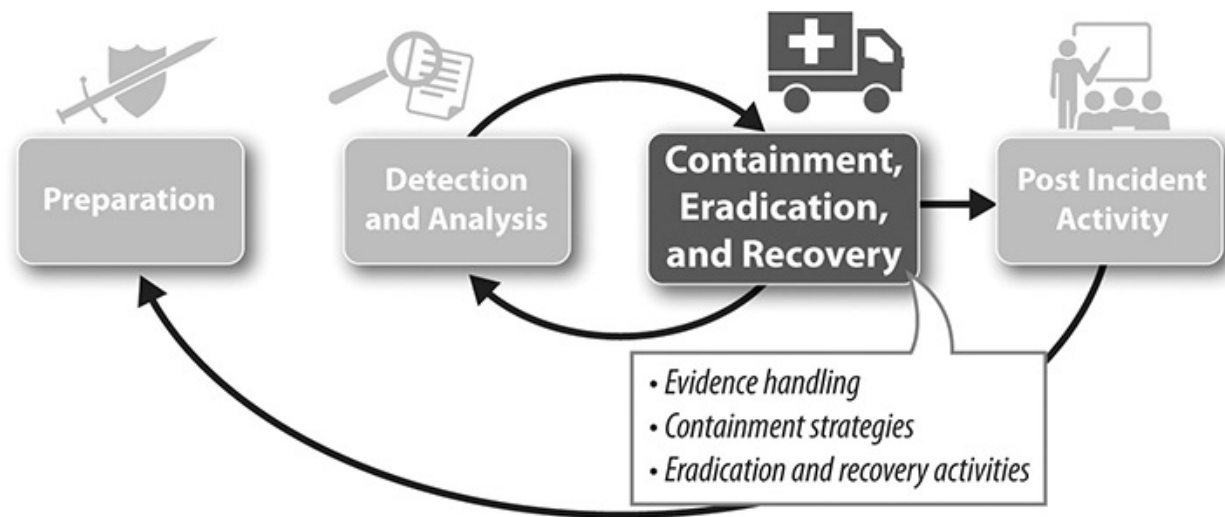 Preparation
Detection
and Analysis
Containment,
Eradication,
and Recovery
Post Incident
Activity
• Evidence handling
• Containment strategies
• Eradication and recovery activities